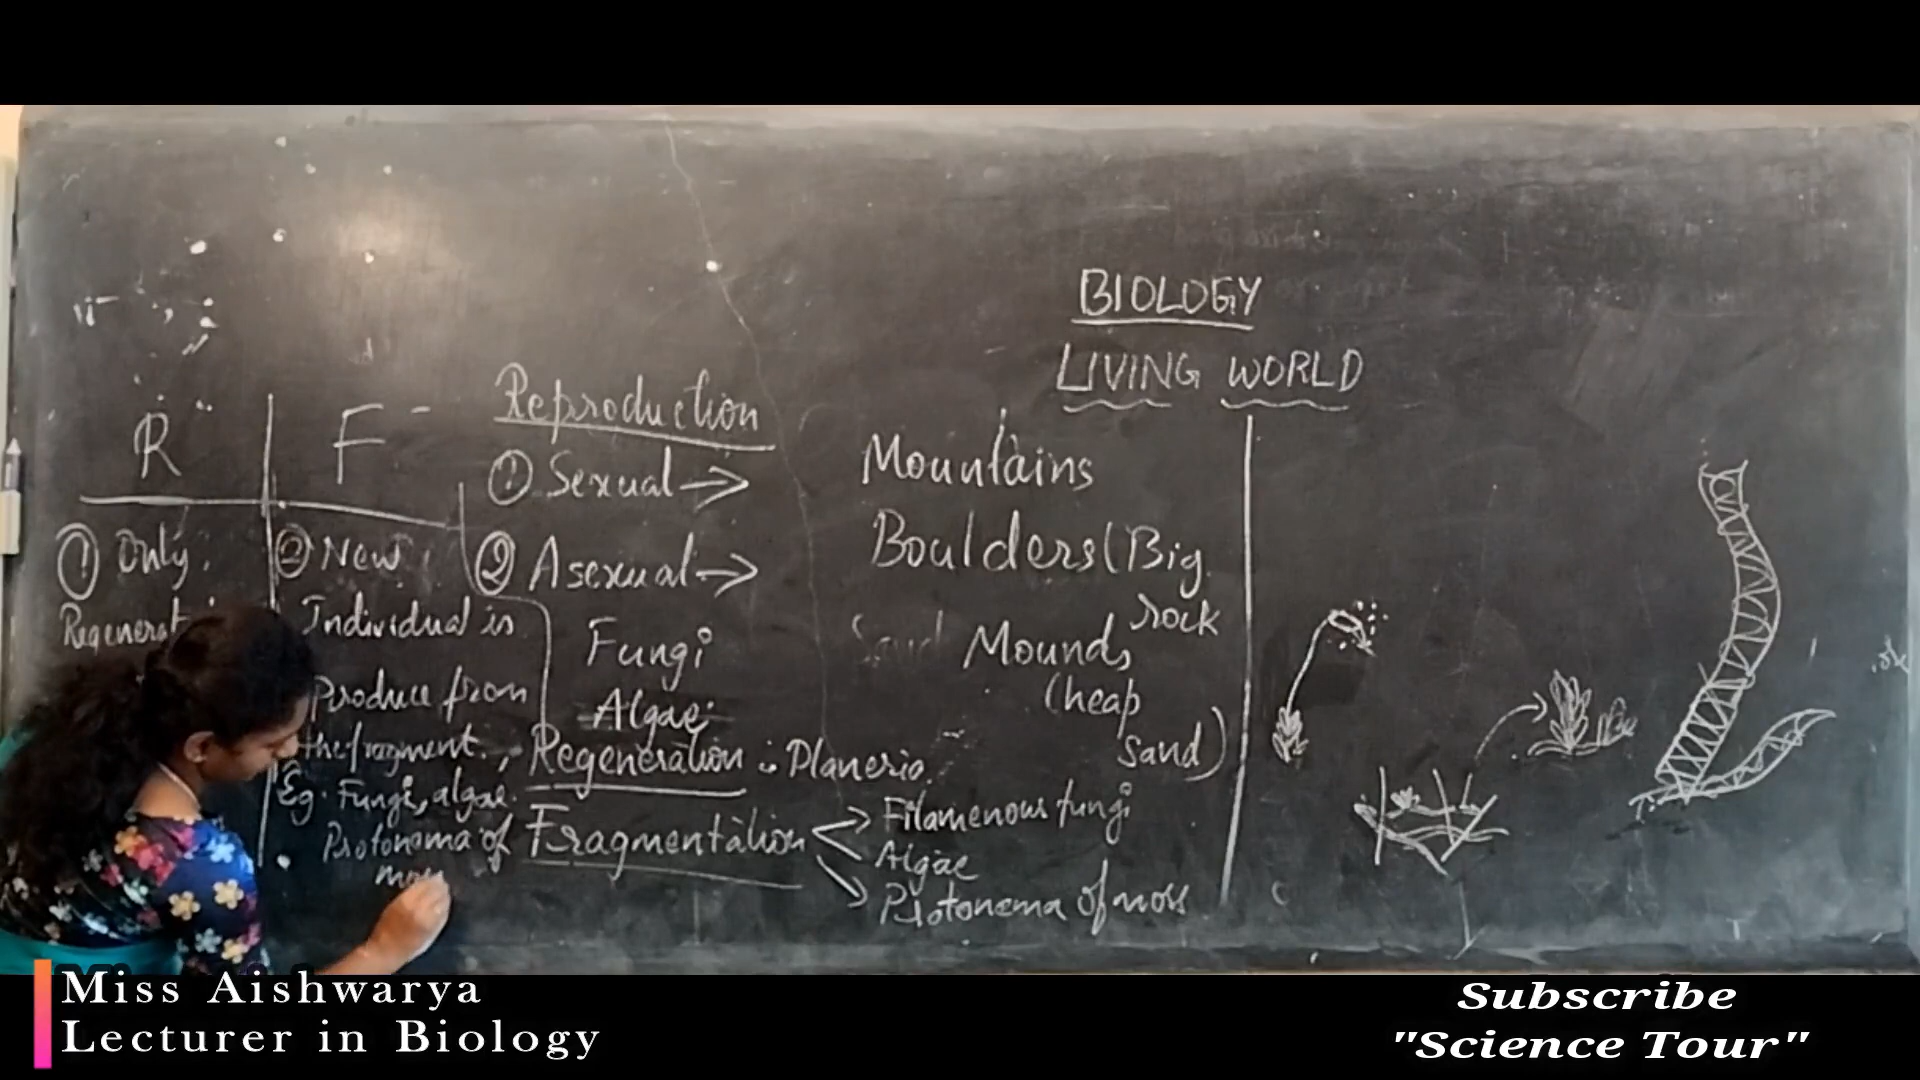 BIOLOGY
LIVING WORLD
R
F
① Only
Regenerat
② New
Individual is
Produce from
the fragment.
Eg. Fungi, algae.
Protonema of
mos
Reproduction
① Sexual →
② Asexual →
Fungi
Algae
Regeneration : Planeria.
Fragmentation
Filamenous fungi
Algae
Protonema of moss
Mountains
Boulders (Big
rock
Mounds
(heap
sand)
Miss Aishwarya
Lecturer in Biology
Subscribe
"Science Tour"